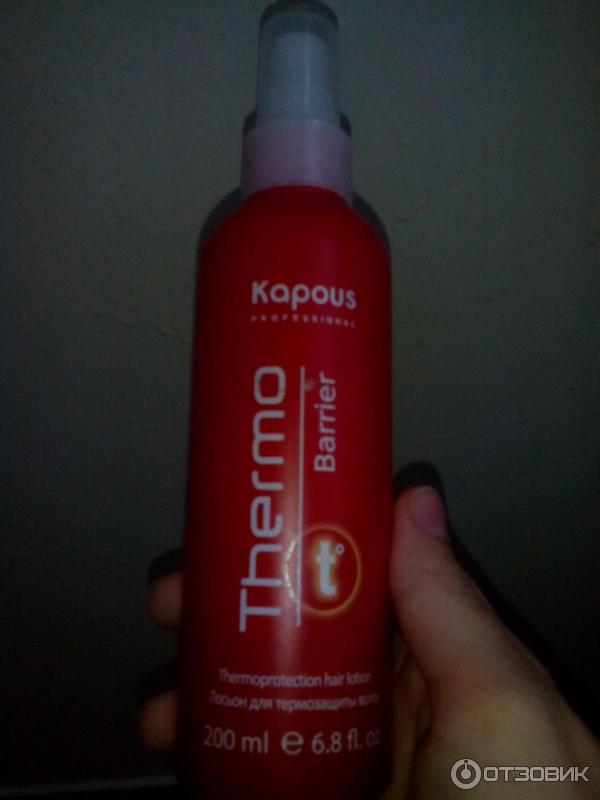 Kapous
PROFESSIONAL
Thermo
Barrier
t°
Thermoprotection hair lotion
Лосьон для термозащиты волос
200 ml e 6.8 fl. oz.
ОТЗОВИК